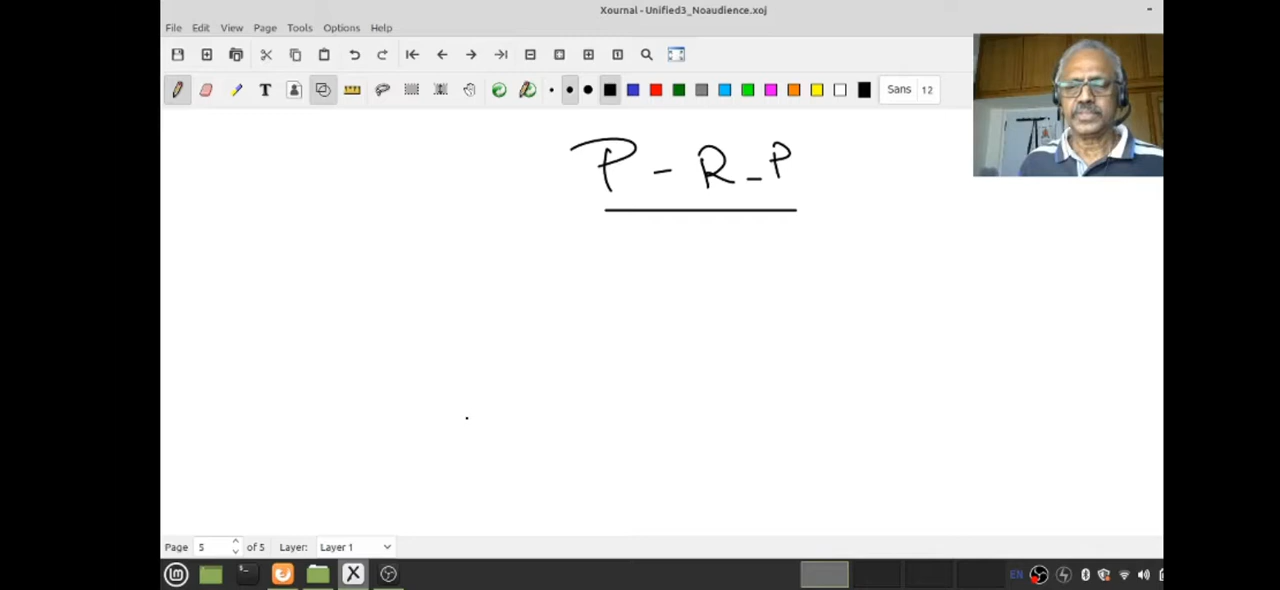 Xournal - Unified3_Noaudience.xoj
File Edit View Page Tools Options Help
T Sans 12
P - R - P
Page 5 of 5 Layer: Layer 1
$_ X EN